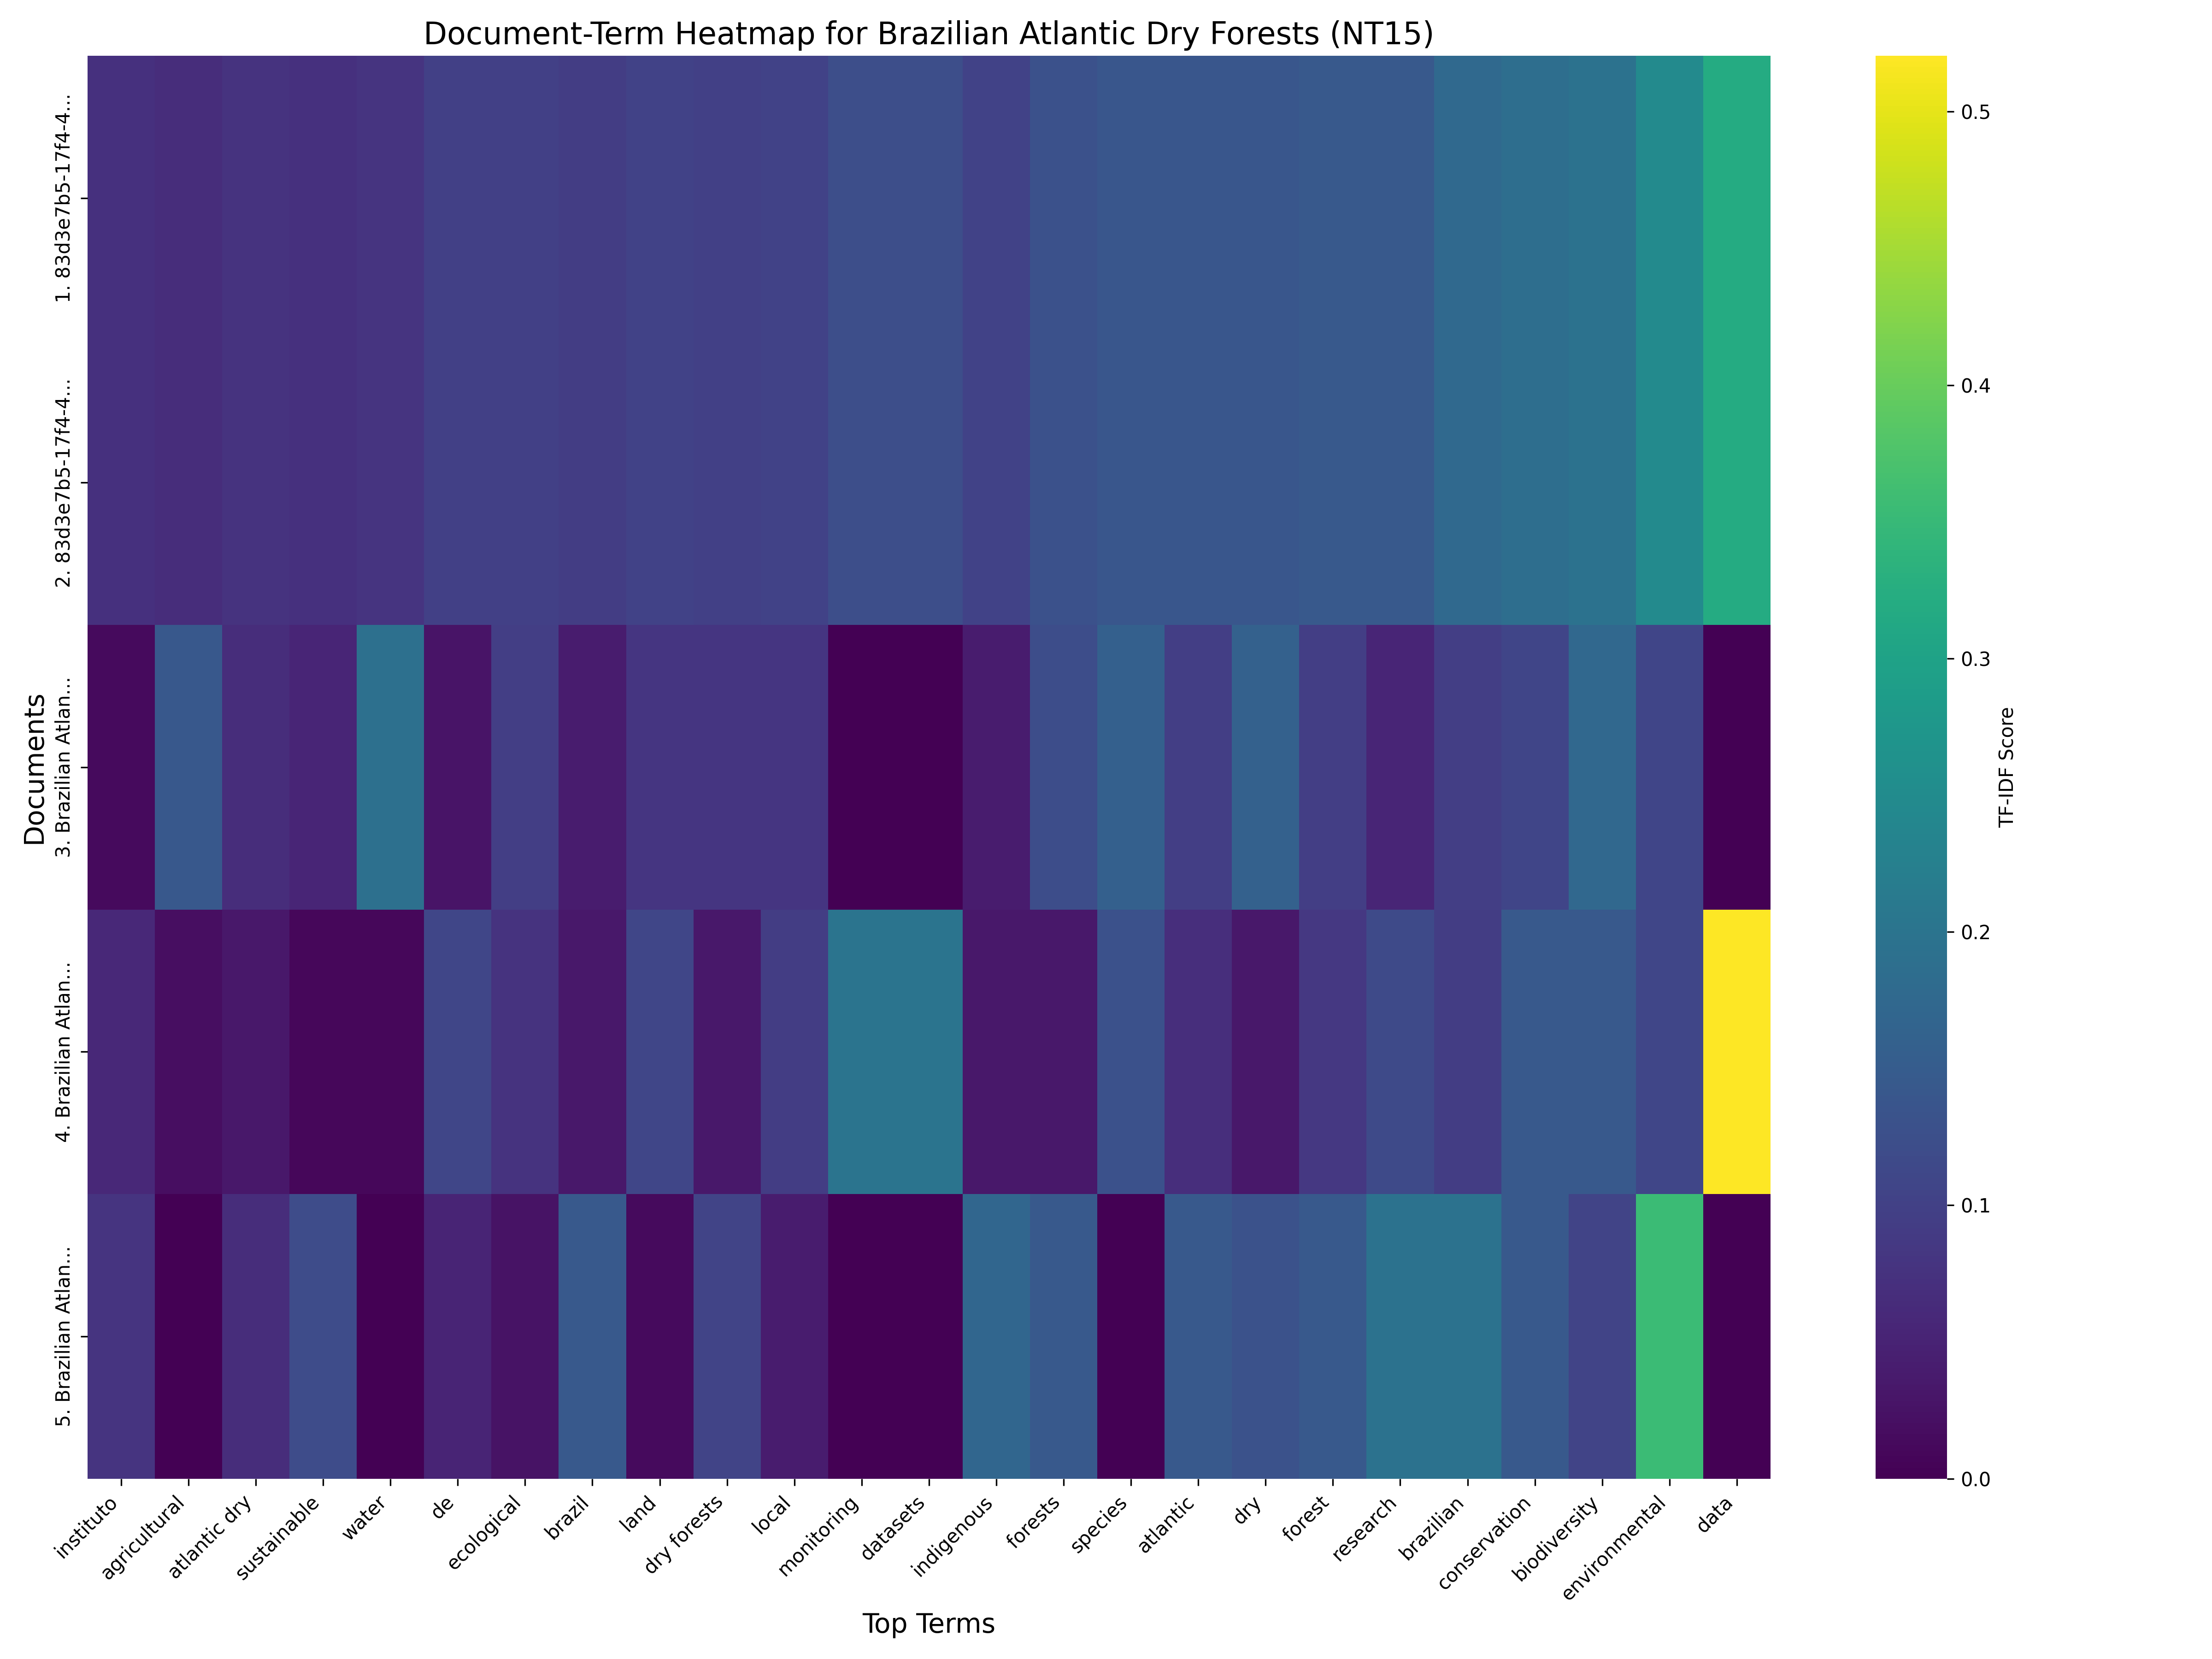 Document-Term Heatmap for Brazilian Atlantic Dry Forests (NT15)
Documents
1. 83d3e7b5-17f4-4...
2. 83d3e7b5-17f4-4...
3. Brazilian Atlan...
4. Brazilian Atlan...
5. Brazilian Atlan...
instituto
agricultural
atlantic dry
sustainable
water
de
ecological
brazil
land
dry forests
local
monitoring
datasets
indigenous
forests
species
atlantic
dry
forest
research
brazilian
conservation
biodiversity
environmental
data
Top Terms
0.5
0.4
0.3
0.2
0.1
0.0
TF-IDF Score